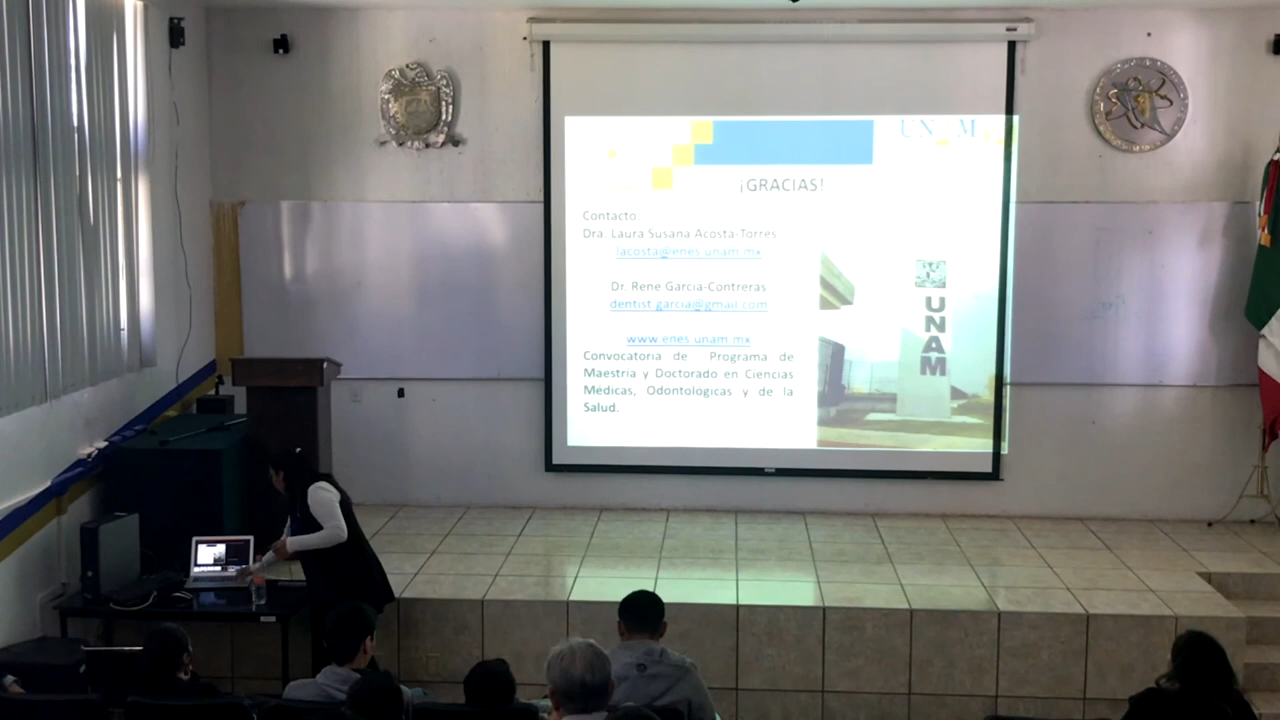 UNAM
¡GRACIAS!
Contacto:
Dra. Laura Susana Acosta-Torres
lacosta@enes.unam.mx
Dr. Rene Garcia-Contreras
dentist.garcia@gmail.com
www.enes.unam.mx
Convocatoria de Programa de
Maestria y Doctorado en Ciencias
Médicas, Odontologicas y de la
Salud.
UNAM